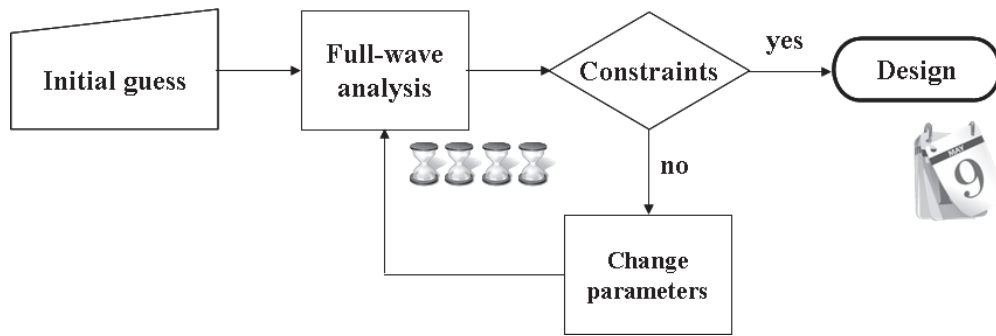 Initial guess
Full-wave
analysis
Constraints
yes
Design
MAY
9
no
Change
parameters